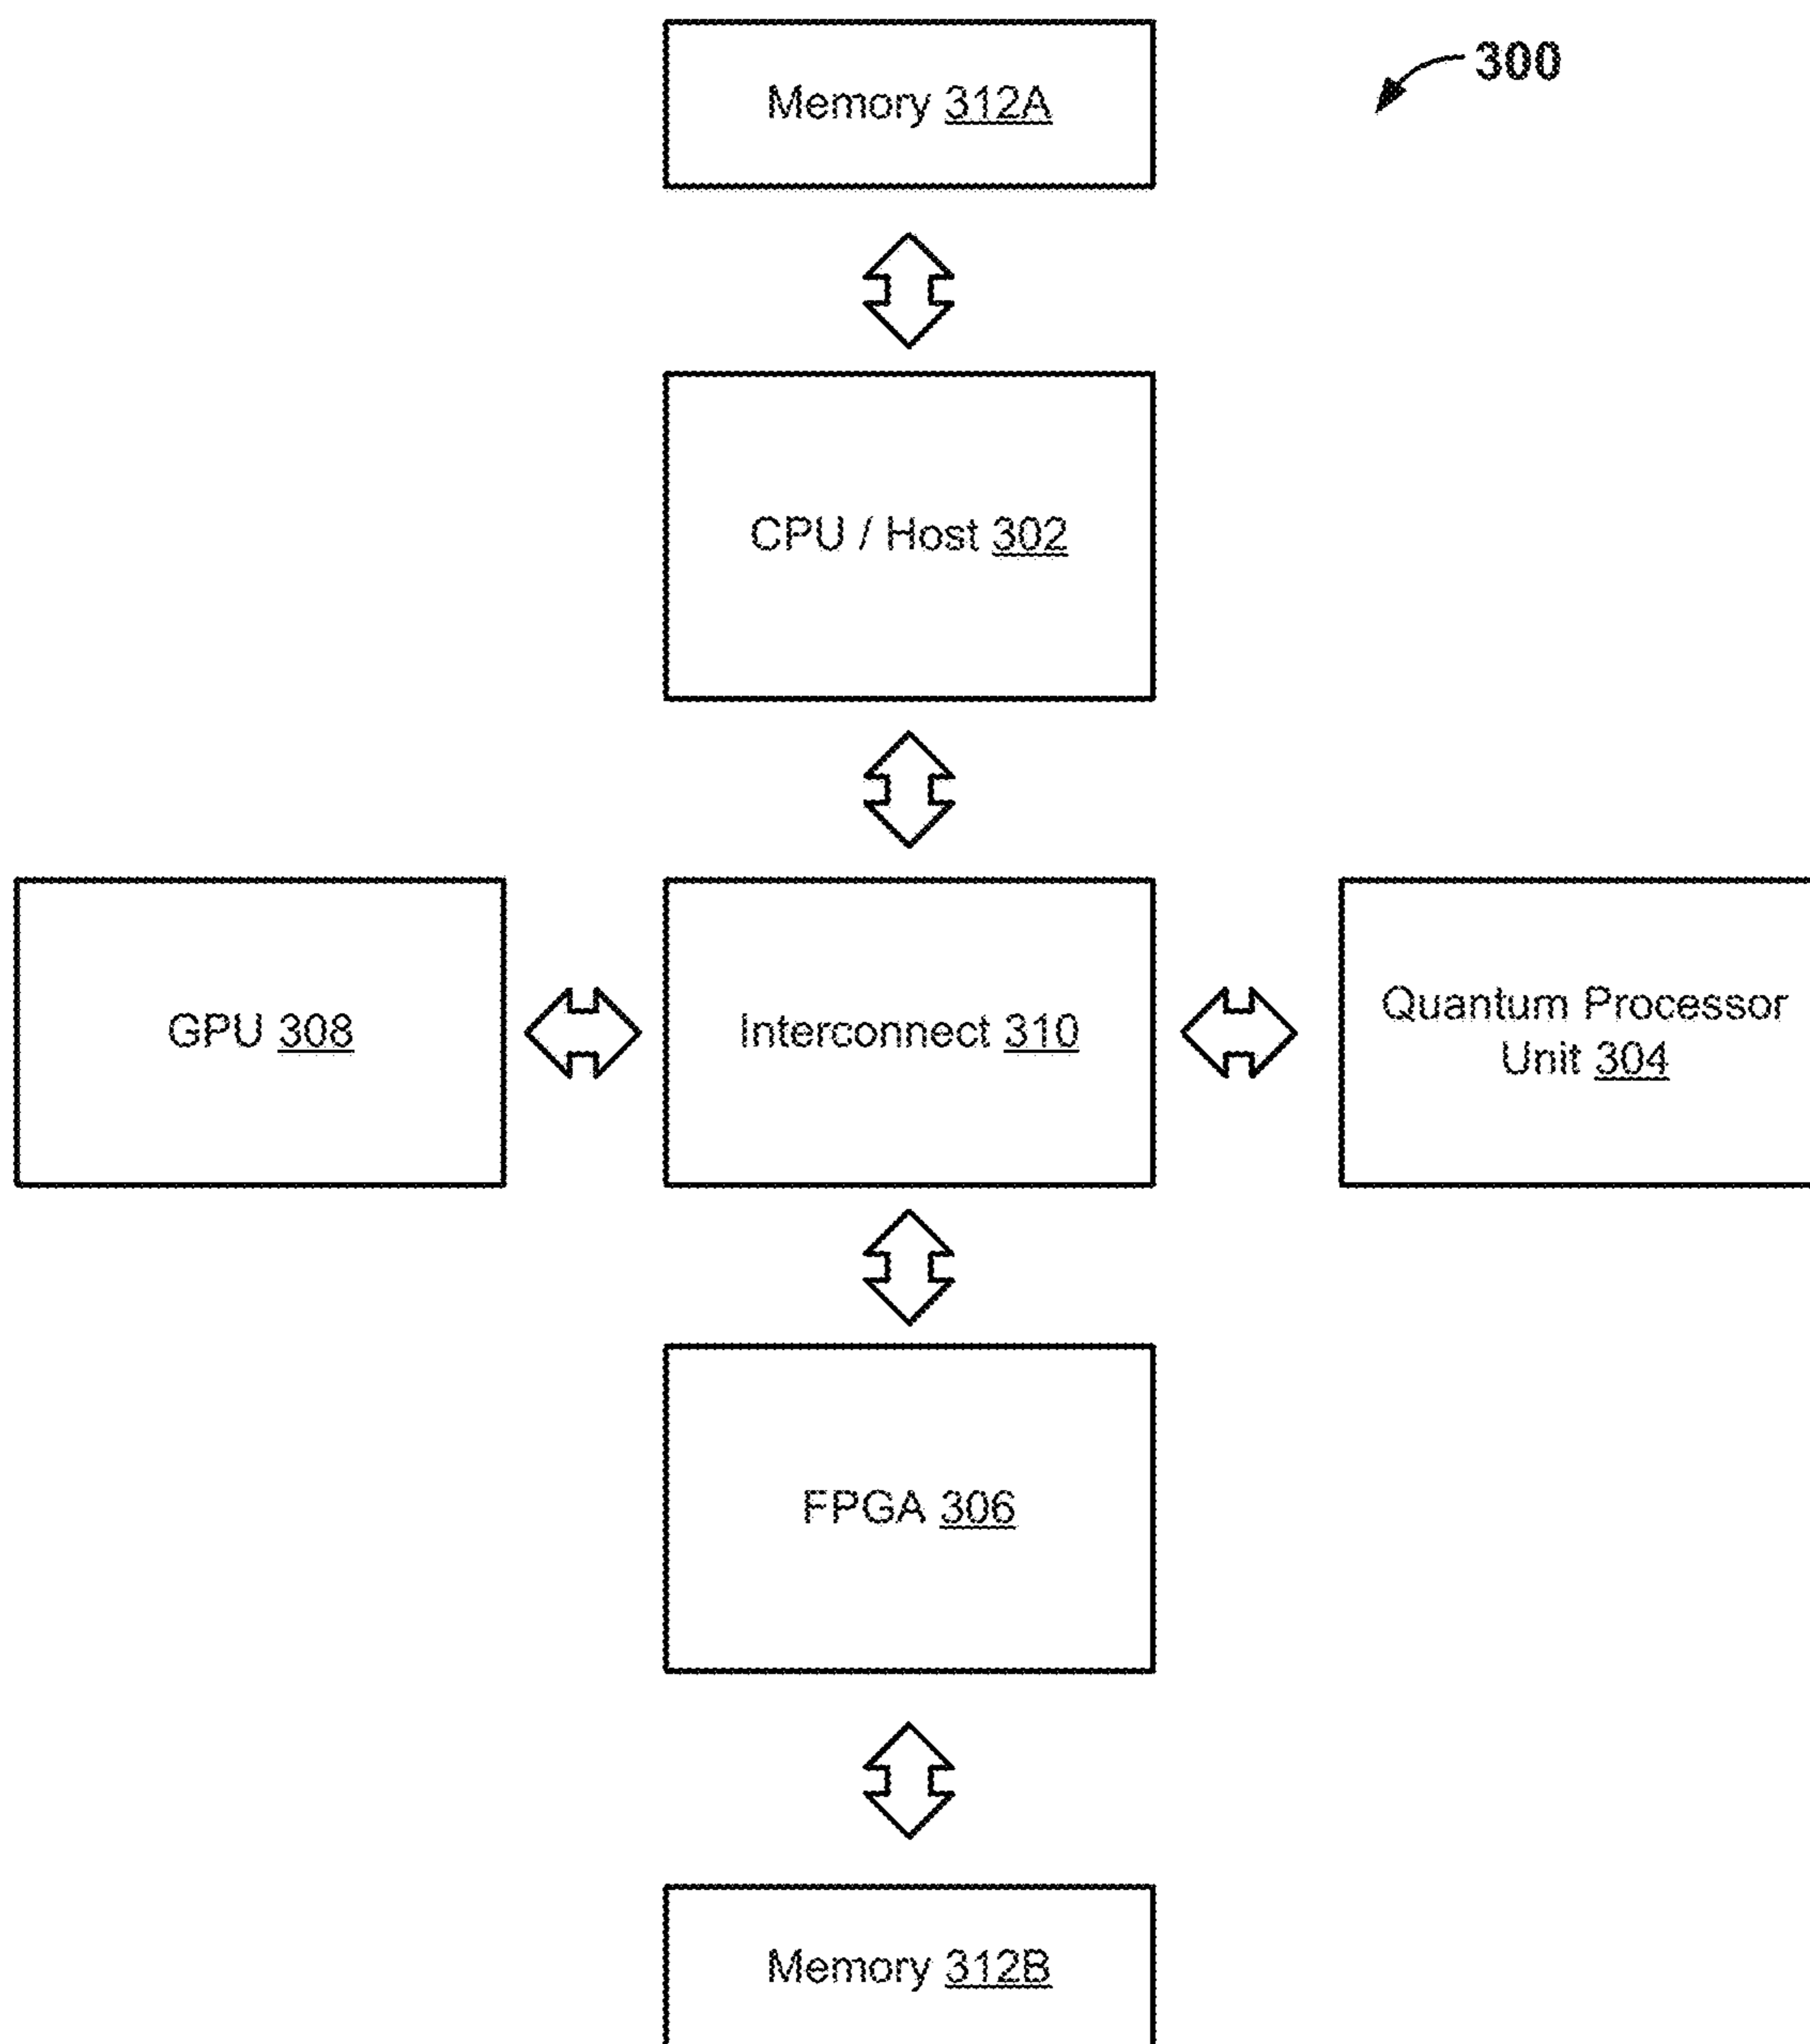 300
Memory 312A
CPU / Host 302
GPU 308
Interconnect 310
Quantum Processor
Unit 304
FPGA 306
Memory 312B